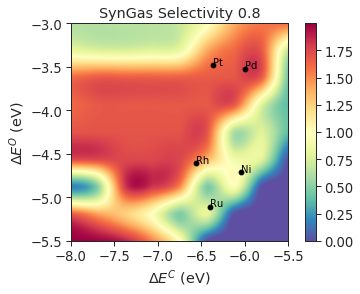 SynGas Selectivity 0.8
ΔE^O (eV)
−3.0
−3.5
−4.0
−4.5
−5.0
−5.5
Pt
Pd
Rh
Ni
Ru
−8.0 −7.5 −7.0 −6.5 −6.0 −5.5
ΔE^C (eV)
1.75
1.50
1.25
1.00
0.75
0.50
0.25
0.00